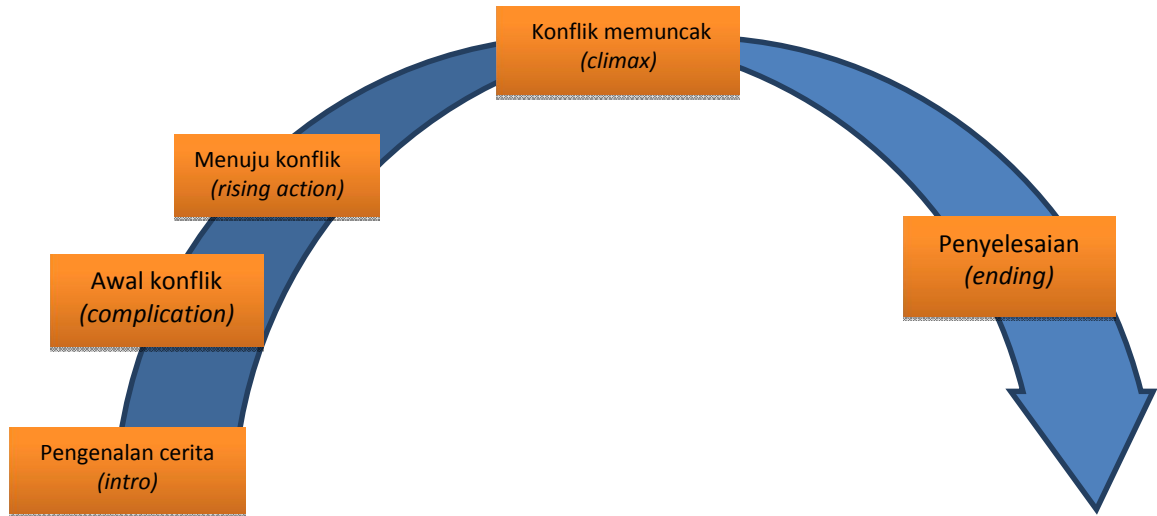 Pengenalan cerita
(intro)
Awal konflik
(complication)
Menuju konflik
(rising action)
Konflik memuncak
(climax)
Penyelesaian
(ending)